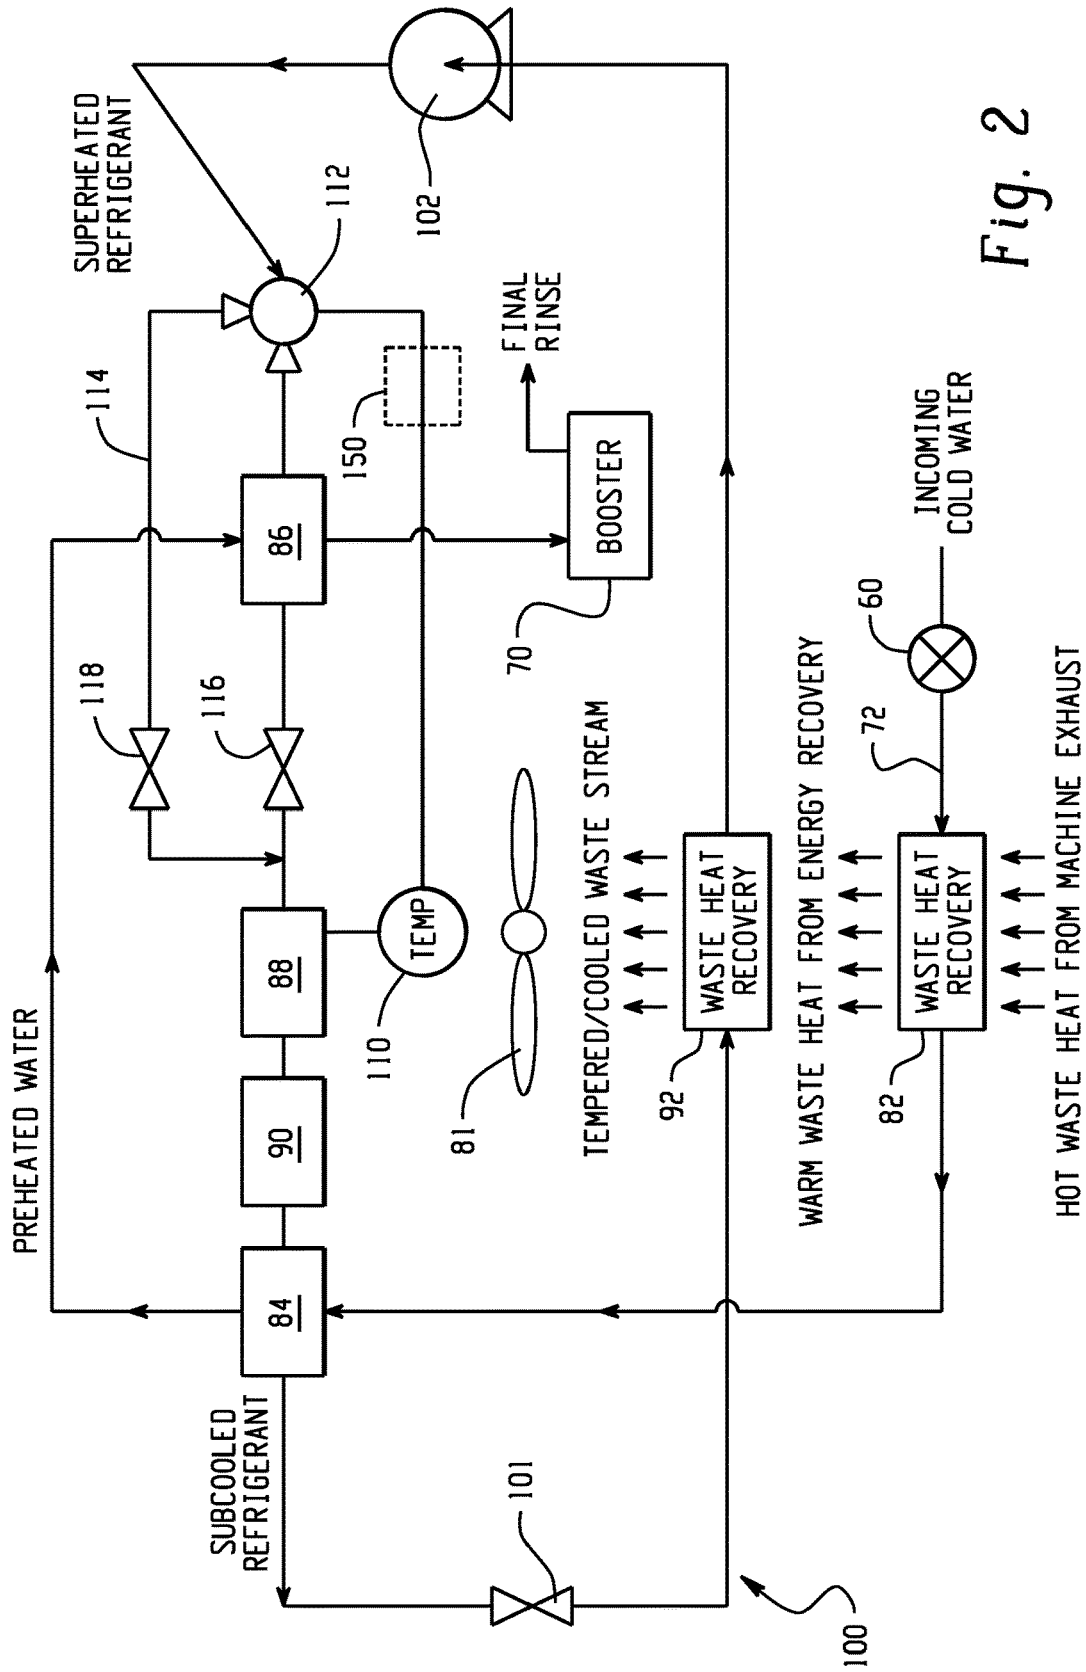 PREHEATED WATER
SUPERHEATED
REFRIGERANT
118
114
116
112
84
90
88
86
SUBCOOLED
REFRIGERANT
110
TEMP
150
102
81
101
70
BOOSTER
FINAL
RINSE
TEMPERED/COOLED WASTE STREAM
92
WASTE HEAT
RECOVERY
WARM WASTE HEAT FROM ENERGY RECOVERY
100
82
WASTE HEAT
RECOVERY
72
60
INCOMING
COLD WATER
HOT WASTE HEAT FROM MACHINE EXHAUST
Fig. 2